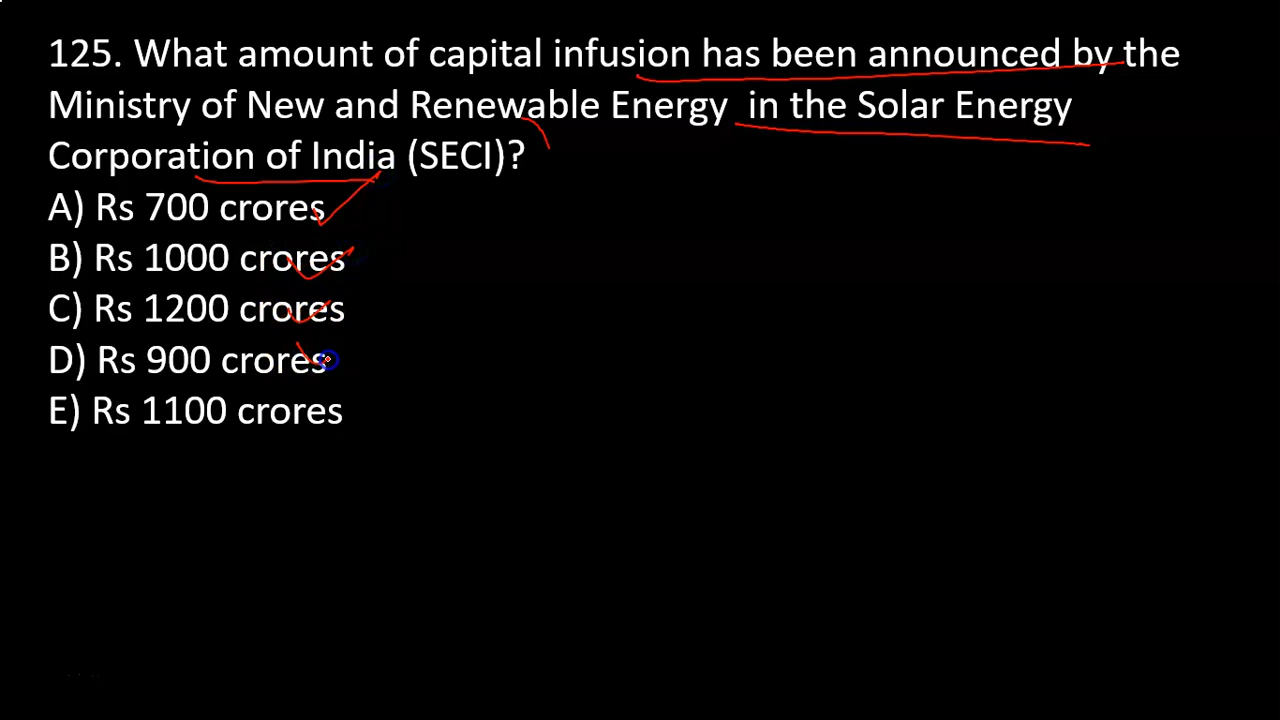 125. What amount of capital infusion has been announced by the
Ministry of New and Renewable Energy  in the Solar Energy
Corporation of India (SECI)?
A) Rs 700 crores
B) Rs 1000 crores
C) Rs 1200 crores
D) Rs 900 crores
E) Rs 1100 crores